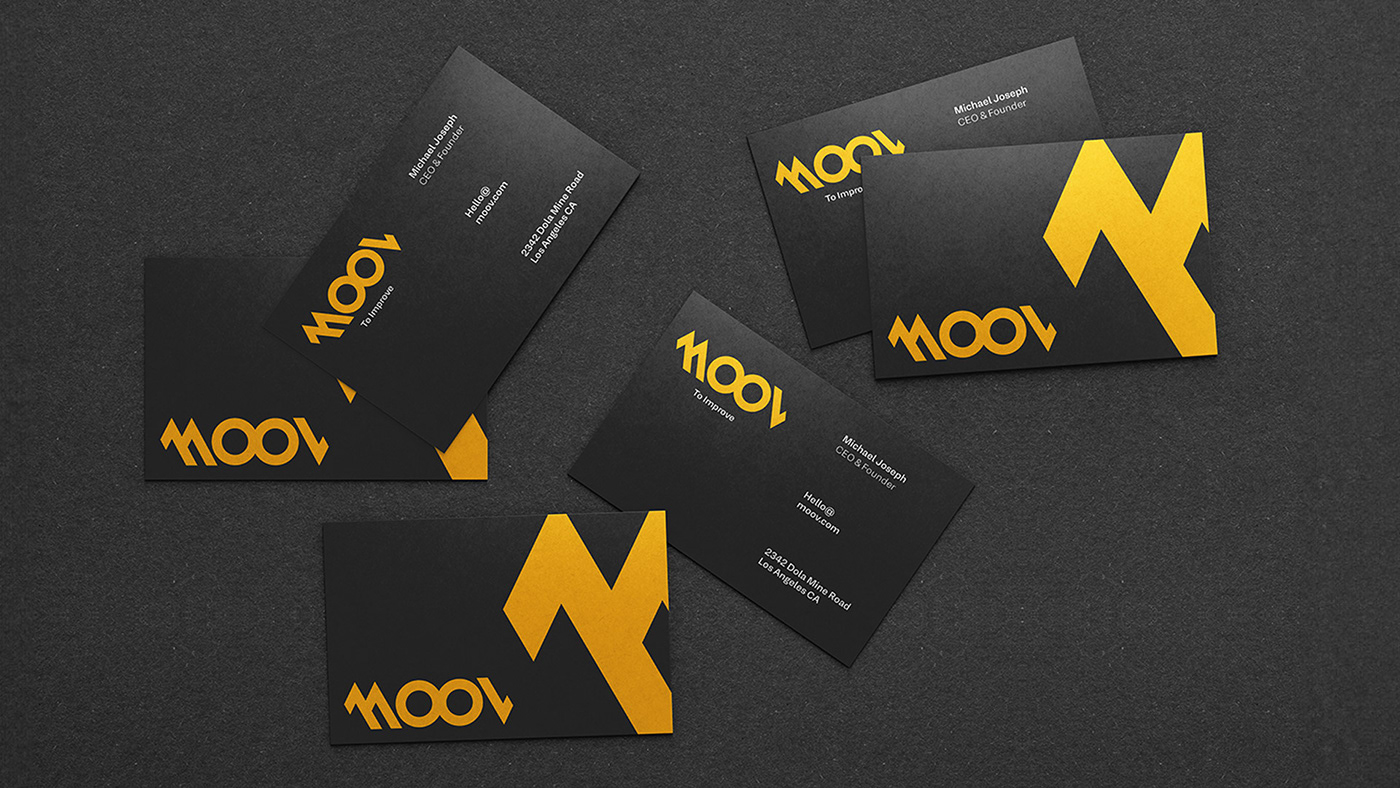 Michael Joseph
CEO & Founder
Hello@
moov.com
2342 Dola Mine Road
Los Angeles CA
MOOV
To Improve
MOOV
Michael Joseph
CEO & Founder
MOOV
To Impro
MOOV
MOOV
To Improve
Michael Joseph
CEO & Founder
Hello@
moov.com
2342 Dola Mine Road
Los Angeles CA
MOOV